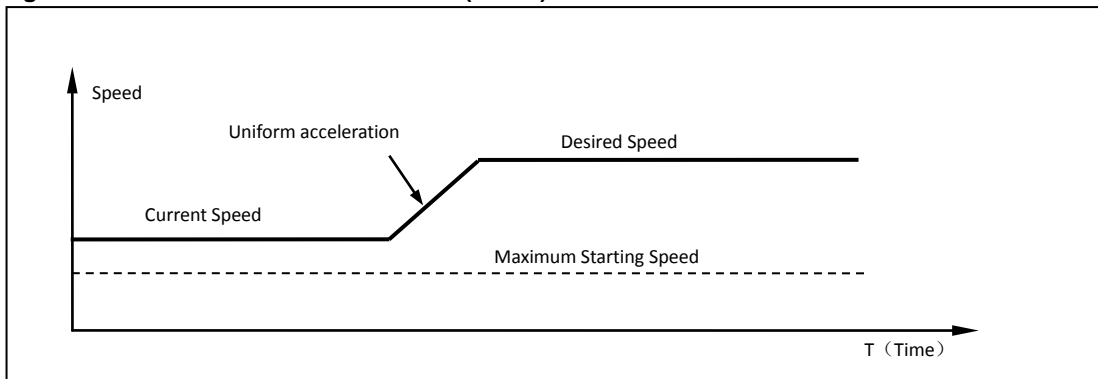 Speed
Uniform acceleration
Desired Speed
Current Speed
Maximum Starting Speed
T（Time）